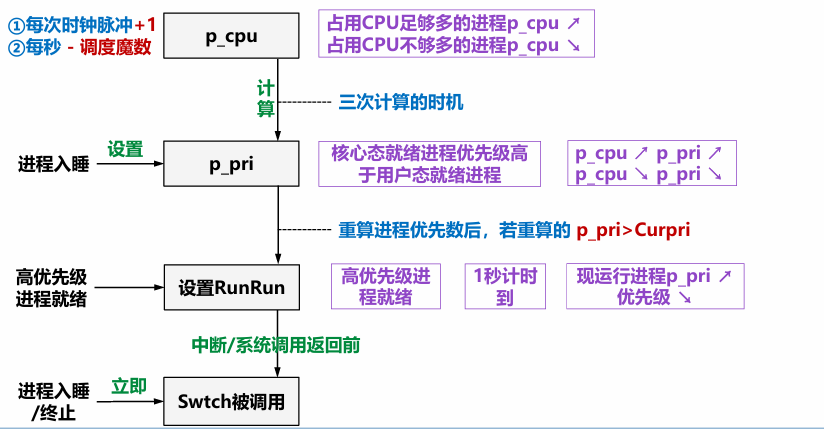 ①每次时钟脉冲+1
②每秒 - 调度魔数
p_cpu
占用CPU足够多的进程p_cpu ↗
占用CPU不够多的进程p_cpu ↘
计
算
三次计算的时机
进程入睡
设置
p_pri
核心态就绪进程优先级高
于用户态就绪进程
p_cpu ↗ p_pri ↗
p_cpu ↘ p_pri ↘
重算进程优先数后，若重算的 p_pri>Curpri
高优先级
进程就绪
设置RunRun
高优先级进
程就绪
1秒计时
到
现运行进程p_pri ↗
优先级 ↘
中断/系统调用返回前
进程入睡
/终止
立即
Swtch被调用